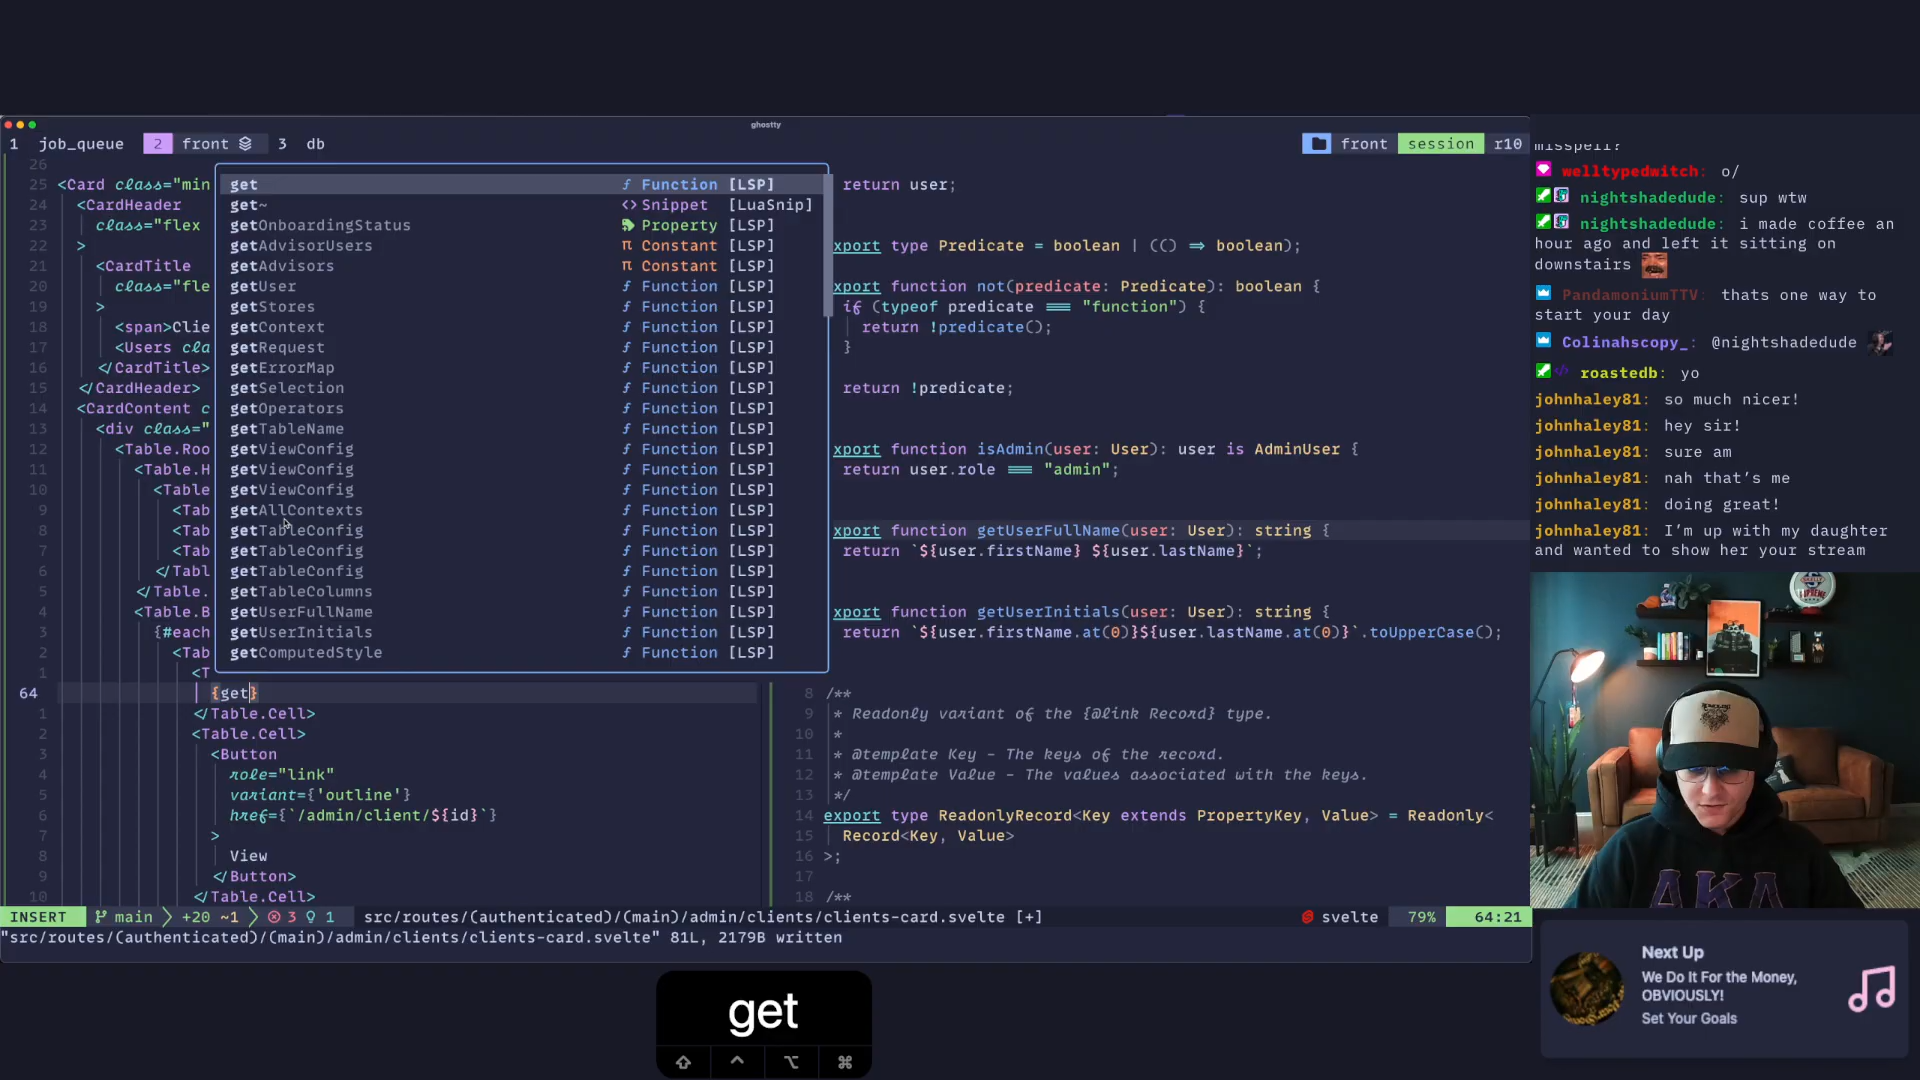 ghostty
1 job_queue 2 front 3 db
front session r10
26
25 <Card class="min
24 <CardHeader
23 class="flex
22 >
21 <CardTitle
20 class="fle
19 >
18 <span>Clie
17 <Users cla
16 </CardTitle>
15 </CardHeader>
14 <CardContent c
13 <div class="
12 <Table.Roo
11 <Table.H
10 <Table
9 <Tab
8 <Tab
7 <Tab
6 </Tabl
5 </Table.
4 <Table.B
3 {#each
2 <Tab
1 <T
64 {get}
1 </Table.Cell>
2 <Table.Cell>
3 <Button
4 role="link"
5 variant={'outline'}
6 href={`/admin/client/${id}`}
7 >
8 View
9 </Button>
10 </Table.Cell>
get ƒ Function [LSP]
get~ <> Snippet [LuaSnip]
getOnboardingStatus Property [LSP]
getAdvisorUsers π Constant [LSP]
getAdvisors π Constant [LSP]
getUser ƒ Function [LSP]
getStores ƒ Function [LSP]
getContext ƒ Function [LSP]
getRequest ƒ Function [LSP]
getErrorMap ƒ Function [LSP]
getSelection ƒ Function [LSP]
getOperators ƒ Function [LSP]
getTableName ƒ Function [LSP]
getViewConfig ƒ Function [LSP]
getViewConfig ƒ Function [LSP]
getViewConfig ƒ Function [LSP]
getAllContexts ƒ Function [LSP]
getTableConfig ƒ Function [LSP]
getTableConfig ƒ Function [LSP]
getTableConfig ƒ Function [LSP]
getTableColumns ƒ Function [LSP]
getUserFullName ƒ Function [LSP]
getUserInitials ƒ Function [LSP]
getComputedStyle ƒ Function [LSP]
return user;
xport type Predicate = boolean | (() => boolean);
xport function not(predicate: Predicate): boolean {
if (typeof predicate === "function") {
return !predicate();
}
return !predicate;
xport function isAdmin(user: User): user is AdminUser {
return user.role === "admin";
xport function getUserFullName(user: User): string {
return `${user.firstName} ${user.lastName}`;
xport function getUserInitials(user: User): string {
return `${user.firstName.at(0)}${user.lastName.at(0)}`.toUpperCase();
8 /**
9 * Readonly variant of the {@link Record} type.
10 *
11 * @template Key - The keys of the record.
12 * @template Value - The values associated with the keys.
13 */
14 export type ReadonlyRecord<Key extends PropertyKey, Value> = Readonly<
15 Record<Key, Value>
16 >;
17
18 /**
INSERT main +20 ~1 3 1 src/routes/(authenticated)/(main)/admin/clients/clients-card.svelte [+] svelte 79% 64:21
"src/routes/(authenticated)/(main)/admin/clients/clients-card.svelte" 81L, 2179B written
get
misspell?
welltypedwitch: o/
nightshadedude: sup wtw
nightshadedude: i made coffee an
hour ago and left it sitting on
downstairs
PandamoniumTTV: thats one way to
start your day
Colinahscopy_: @nightshadedude
roastedb: yo
johnhaley81: so much nicer!
johnhaley81: hey sir!
johnhaley81: sure am
johnhaley81: nah that's me
johnhaley81: doing great!
johnhaley81: I'm up with my daughter
and wanted to show her your stream
Next Up
We Do It For the Money,
OBVIOUSLY!
Set Your Goals